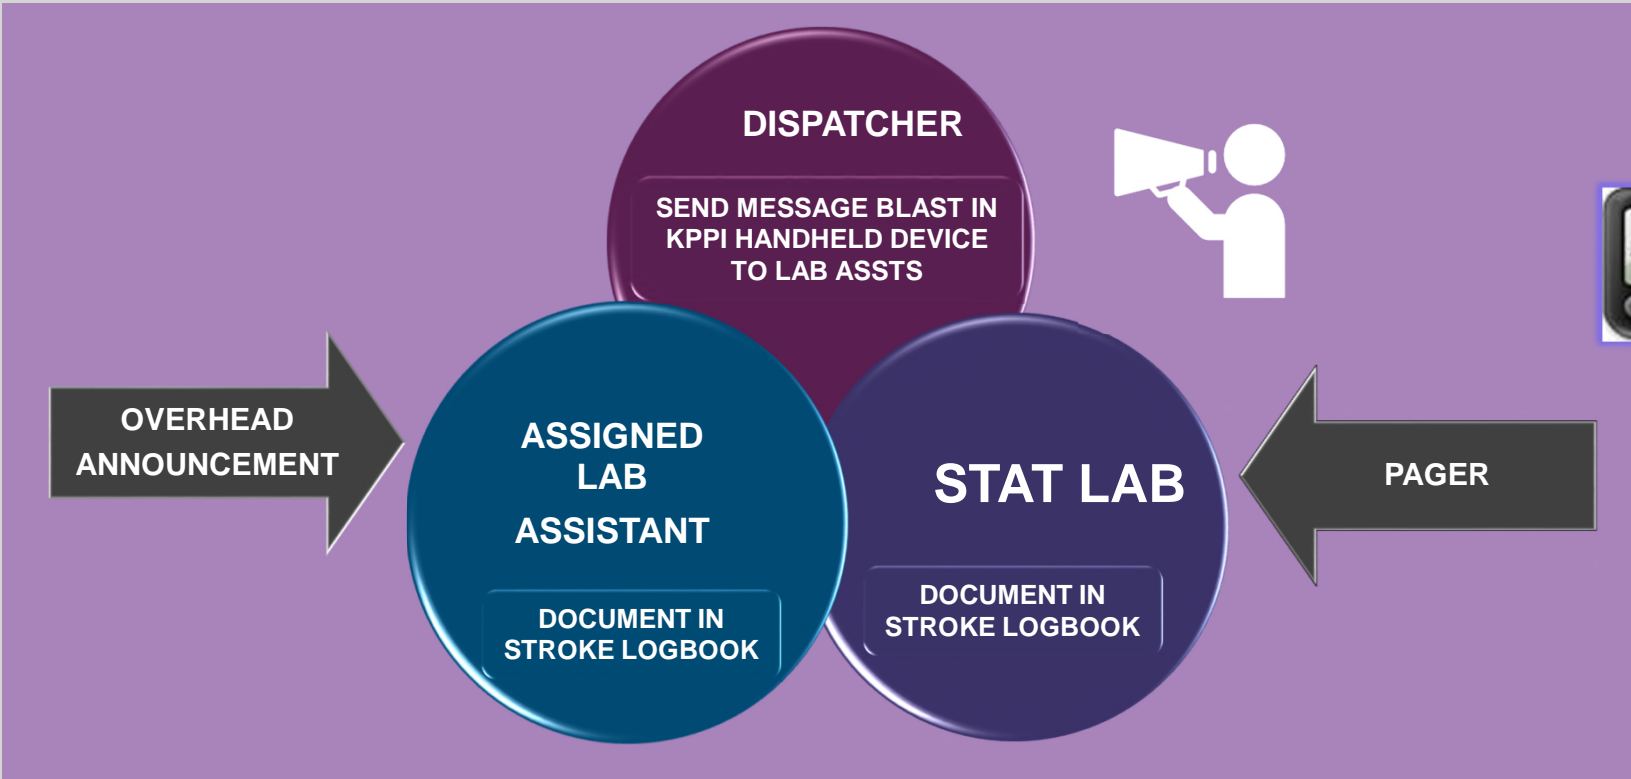 DISPATCHER
SEND MESSAGE BLAST IN
KPPI HANDHELD DEVICE
TO LAB ASSTS
OVERHEAD
ANNOUNCEMENT
ASSIGNED
LAB
ASSISTANT
DOCUMENT IN
STROKE LOGBOOK
STAT LAB
DOCUMENT IN
STROKE LOGBOOK
PAGER